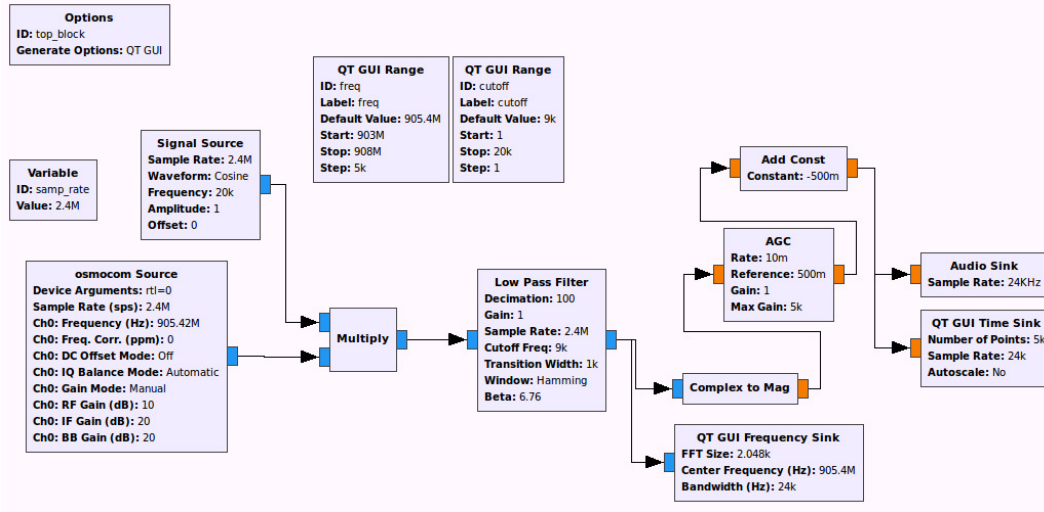 Options
ID: top_block
Generate Options: QT GUI
QT GUI Range
ID: freq
Label: freq
Default Value: 905.4M
Start: 903M
Stop: 908M
Step: 5k
QT GUI Range
ID: cutoff
Label: cutoff
Default Value: 9k
Start: 1
Stop: 20k
Step: 1
Signal Source
Sample Rate: 2.4M
Waveform: Cosine
Frequency: 20k
Amplitude: 1
Offset: 0
Variable
ID: samp_rate
Value: 2.4M
Add Const
Constant: -500m
AGC
Rate: 10m
Reference: 500m
Gain: 1
Max Gain: 5k
osmocom Source
Device Arguments: rtl=0
Sample Rate (sps): 2.4M
Ch0: Frequency (Hz): 905.42M
Ch0: Freq. Corr. (ppm): 0
Ch0: DC Offset Mode: Off
Ch0: IQ Balance Mode: Automatic
Ch0: Gain Mode: Manual
Ch0: RF Gain (dB): 10
Ch0: IF Gain (dB): 20
Ch0: BB Gain (dB): 20
Multiply
Low Pass Filter
Decimation: 100
Gain: 1
Sample Rate: 2.4M
Cutoff Freq: 9k
Transition Width: 1k
Window: Hamming
Beta: 6.76
Audio Sink
Sample Rate: 24KHz
QT GUI Time Sink
Number of Points: 5k
Sample Rate: 24k
Autoscale: No
Complex to Mag
QT GUI Frequency Sink
FFT Size: 2.048k
Center Frequency (Hz): 905.4M
Bandwidth (Hz): 24k